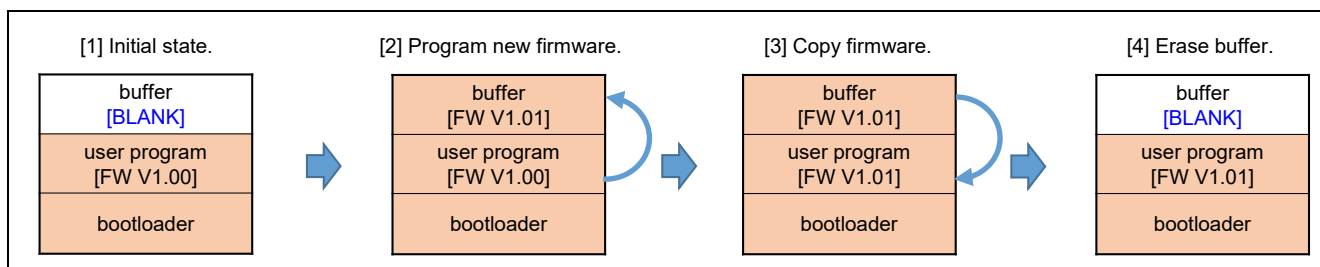 [1] Initial state.
buffer
[BLANK]
user program
[FW V1.00]
bootloader
[2] Program new firmware.
buffer
[FW V1.01]
user program
[FW V1.00]
bootloader
[3] Copy firmware.
buffer
[FW V1.01]
user program
[FW V1.01]
bootloader
[4] Erase buffer.
buffer
[BLANK]
user program
[FW V1.01]
bootloader